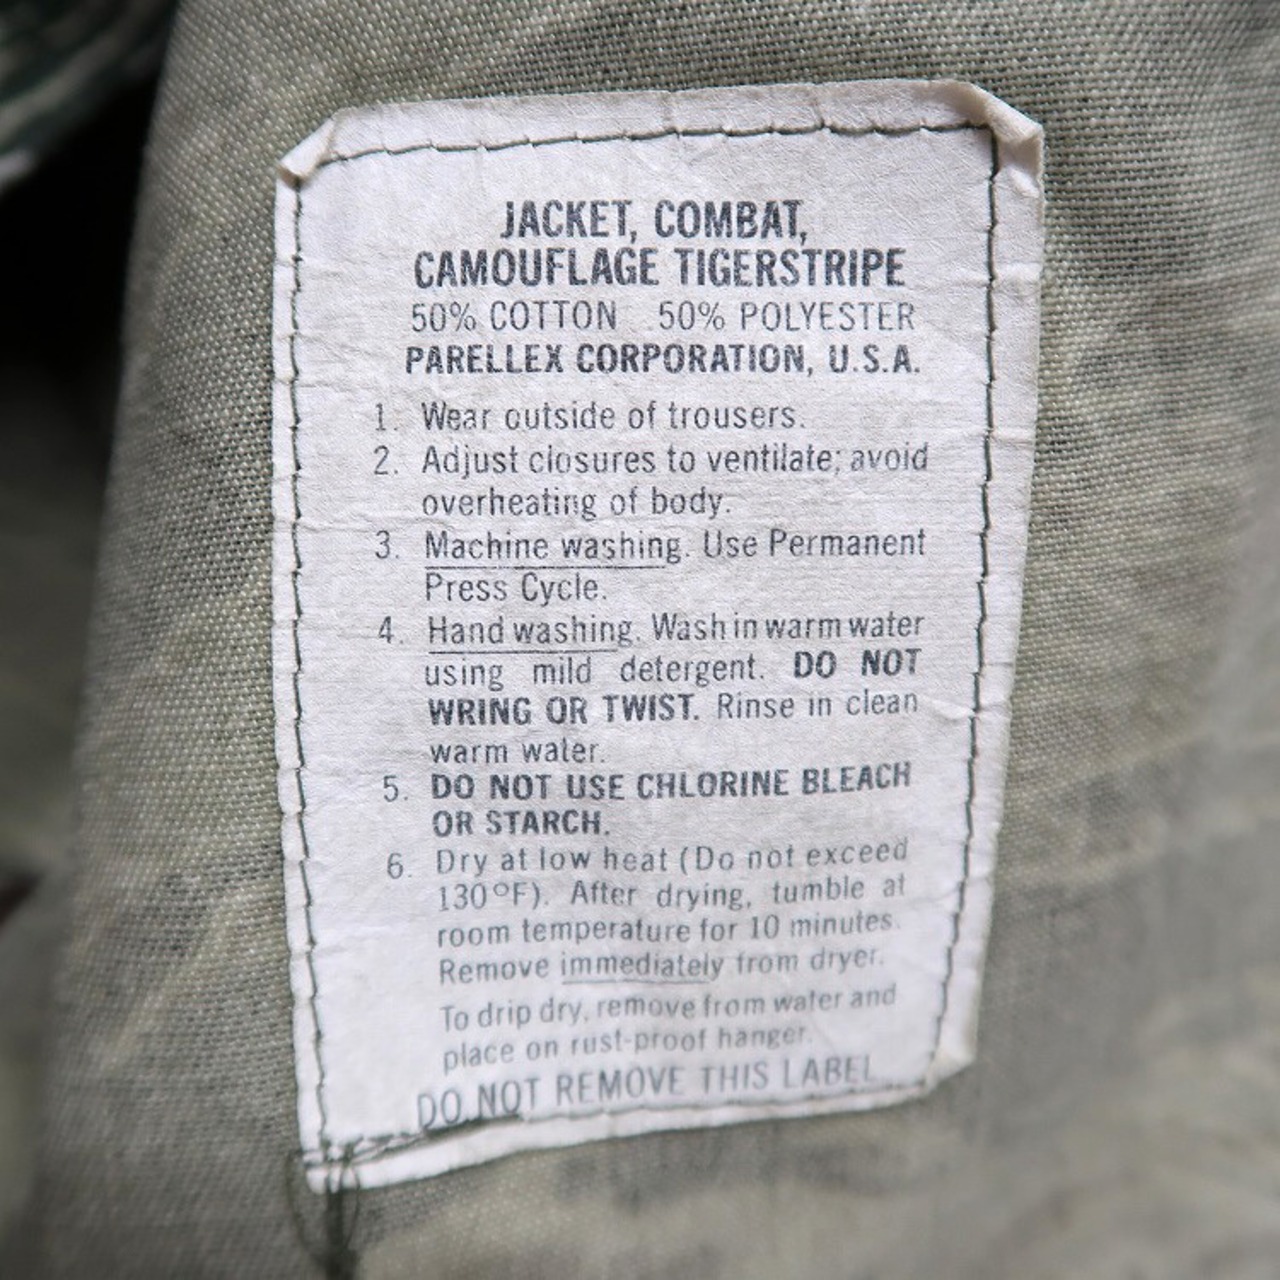 JACKET, COMBAT,
CAMOUFLAGE TIGERSTRIPE
50% COTTON 50% POLYESTER
PARELLEX CORPORATION, U.S.A.
1. Wear outside of trousers.
2. Adjust closures to ventilate; avoid
overheating of body.
3. Machine washing. Use Permanent
Press Cycle.
4. Hand washing. Wash in warm water
using mild detergent. DO NOT
WRING OR TWIST. Rinse in clean
warm water.
5. DO NOT USE CHLORINE BLEACH
OR STARCH.
6. Dry at low heat (Do not exceed
130°F). After drying, tumble at
room temperature for 10 minutes.
Remove immediately from dryer.
To drip dry, remove from water and
place on rust-proof hanger.
DO NOT REMOVE THIS LABEL